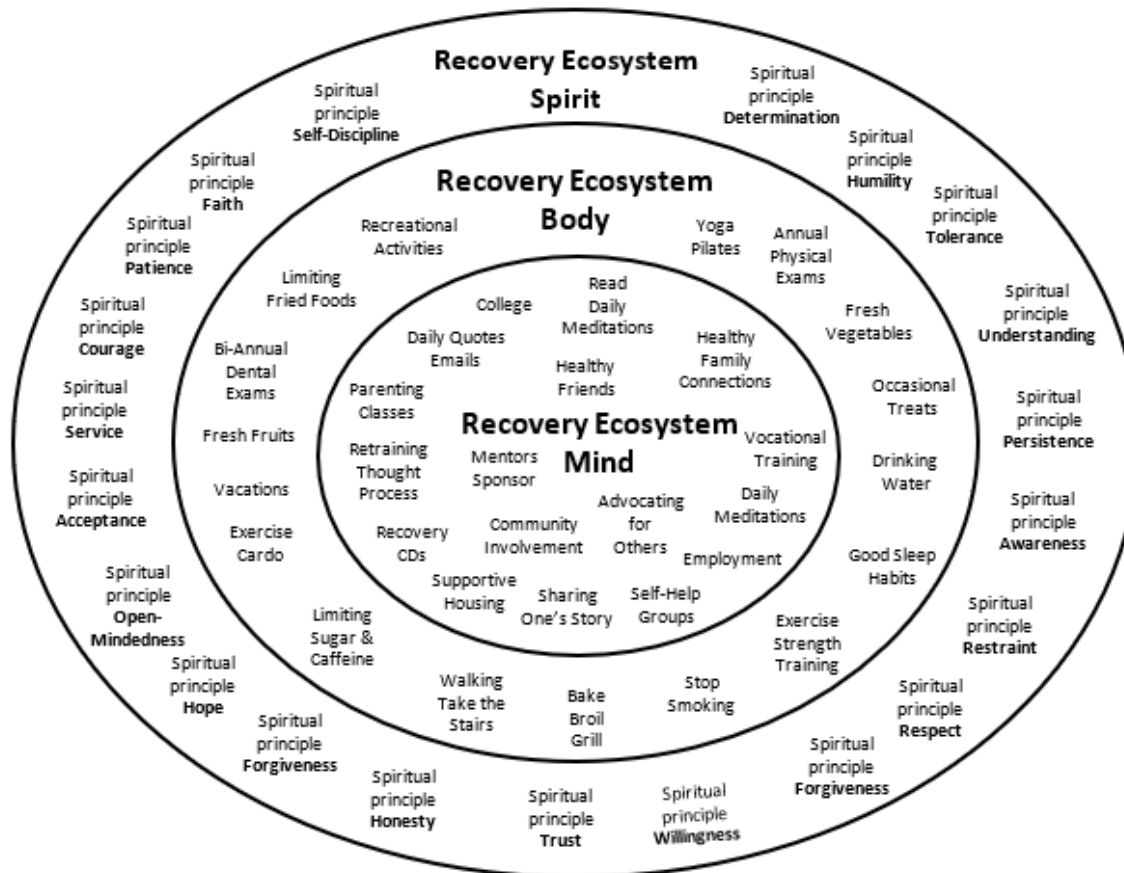 Recovery Ecosystem
Spirit
Spiritual
principle
Self-Discipline
Spiritual
principle
Determination
Spiritual
principle
Faith
Spiritual
principle
Humility
Spiritual
principle
Patience
Spiritual
principle
Tolerance
Spiritual
principle
Courage
Spiritual
principle
Understanding
Spiritual
principle
Service
Spiritual
principle
Persistence
Spiritual
principle
Acceptance
Spiritual
principle
Awareness
Spiritual
principle
Open-
Mindedness
Spiritual
principle
Restraint
Spiritual
principle
Hope
Spiritual
principle
Respect
Spiritual
principle
Forgiveness
Spiritual
principle
Forgiveness
Spiritual
principle
Honesty
Spiritual
principle
Trust
Spiritual
principle
Willingness
Recovery Ecosystem
Body
Recreational
Activities
Yoga
Pilates
Annual
Physical
Exams
Limiting
Fried Foods
Fresh
Vegetables
Bi-Annual
Dental
Exams
Occasional
Treats
Fresh Fruits
Drinking
Water
Vacations
Exercise
Cardo
Good Sleep
Habits
Limiting
Sugar &
Caffeine
Exercise
Strength
Training
Walking
Take the
Stairs
Bake
Broil
Grill
Stop
Smoking
College
Read
Daily
Meditations
Daily Quotes
Emails
Healthy
Family
Connections
Healthy
Friends
Parenting
Classes
Recovery Ecosystem
Mind
Retraining
Thought
Process
Mentors
Sponsor
Vocational
Training
Daily
Meditations
Advocating
for
Others
Recovery
CDs
Community
Involvement
Employment
Supportive
Housing
Sharing
One's Story
Self-Help
Groups